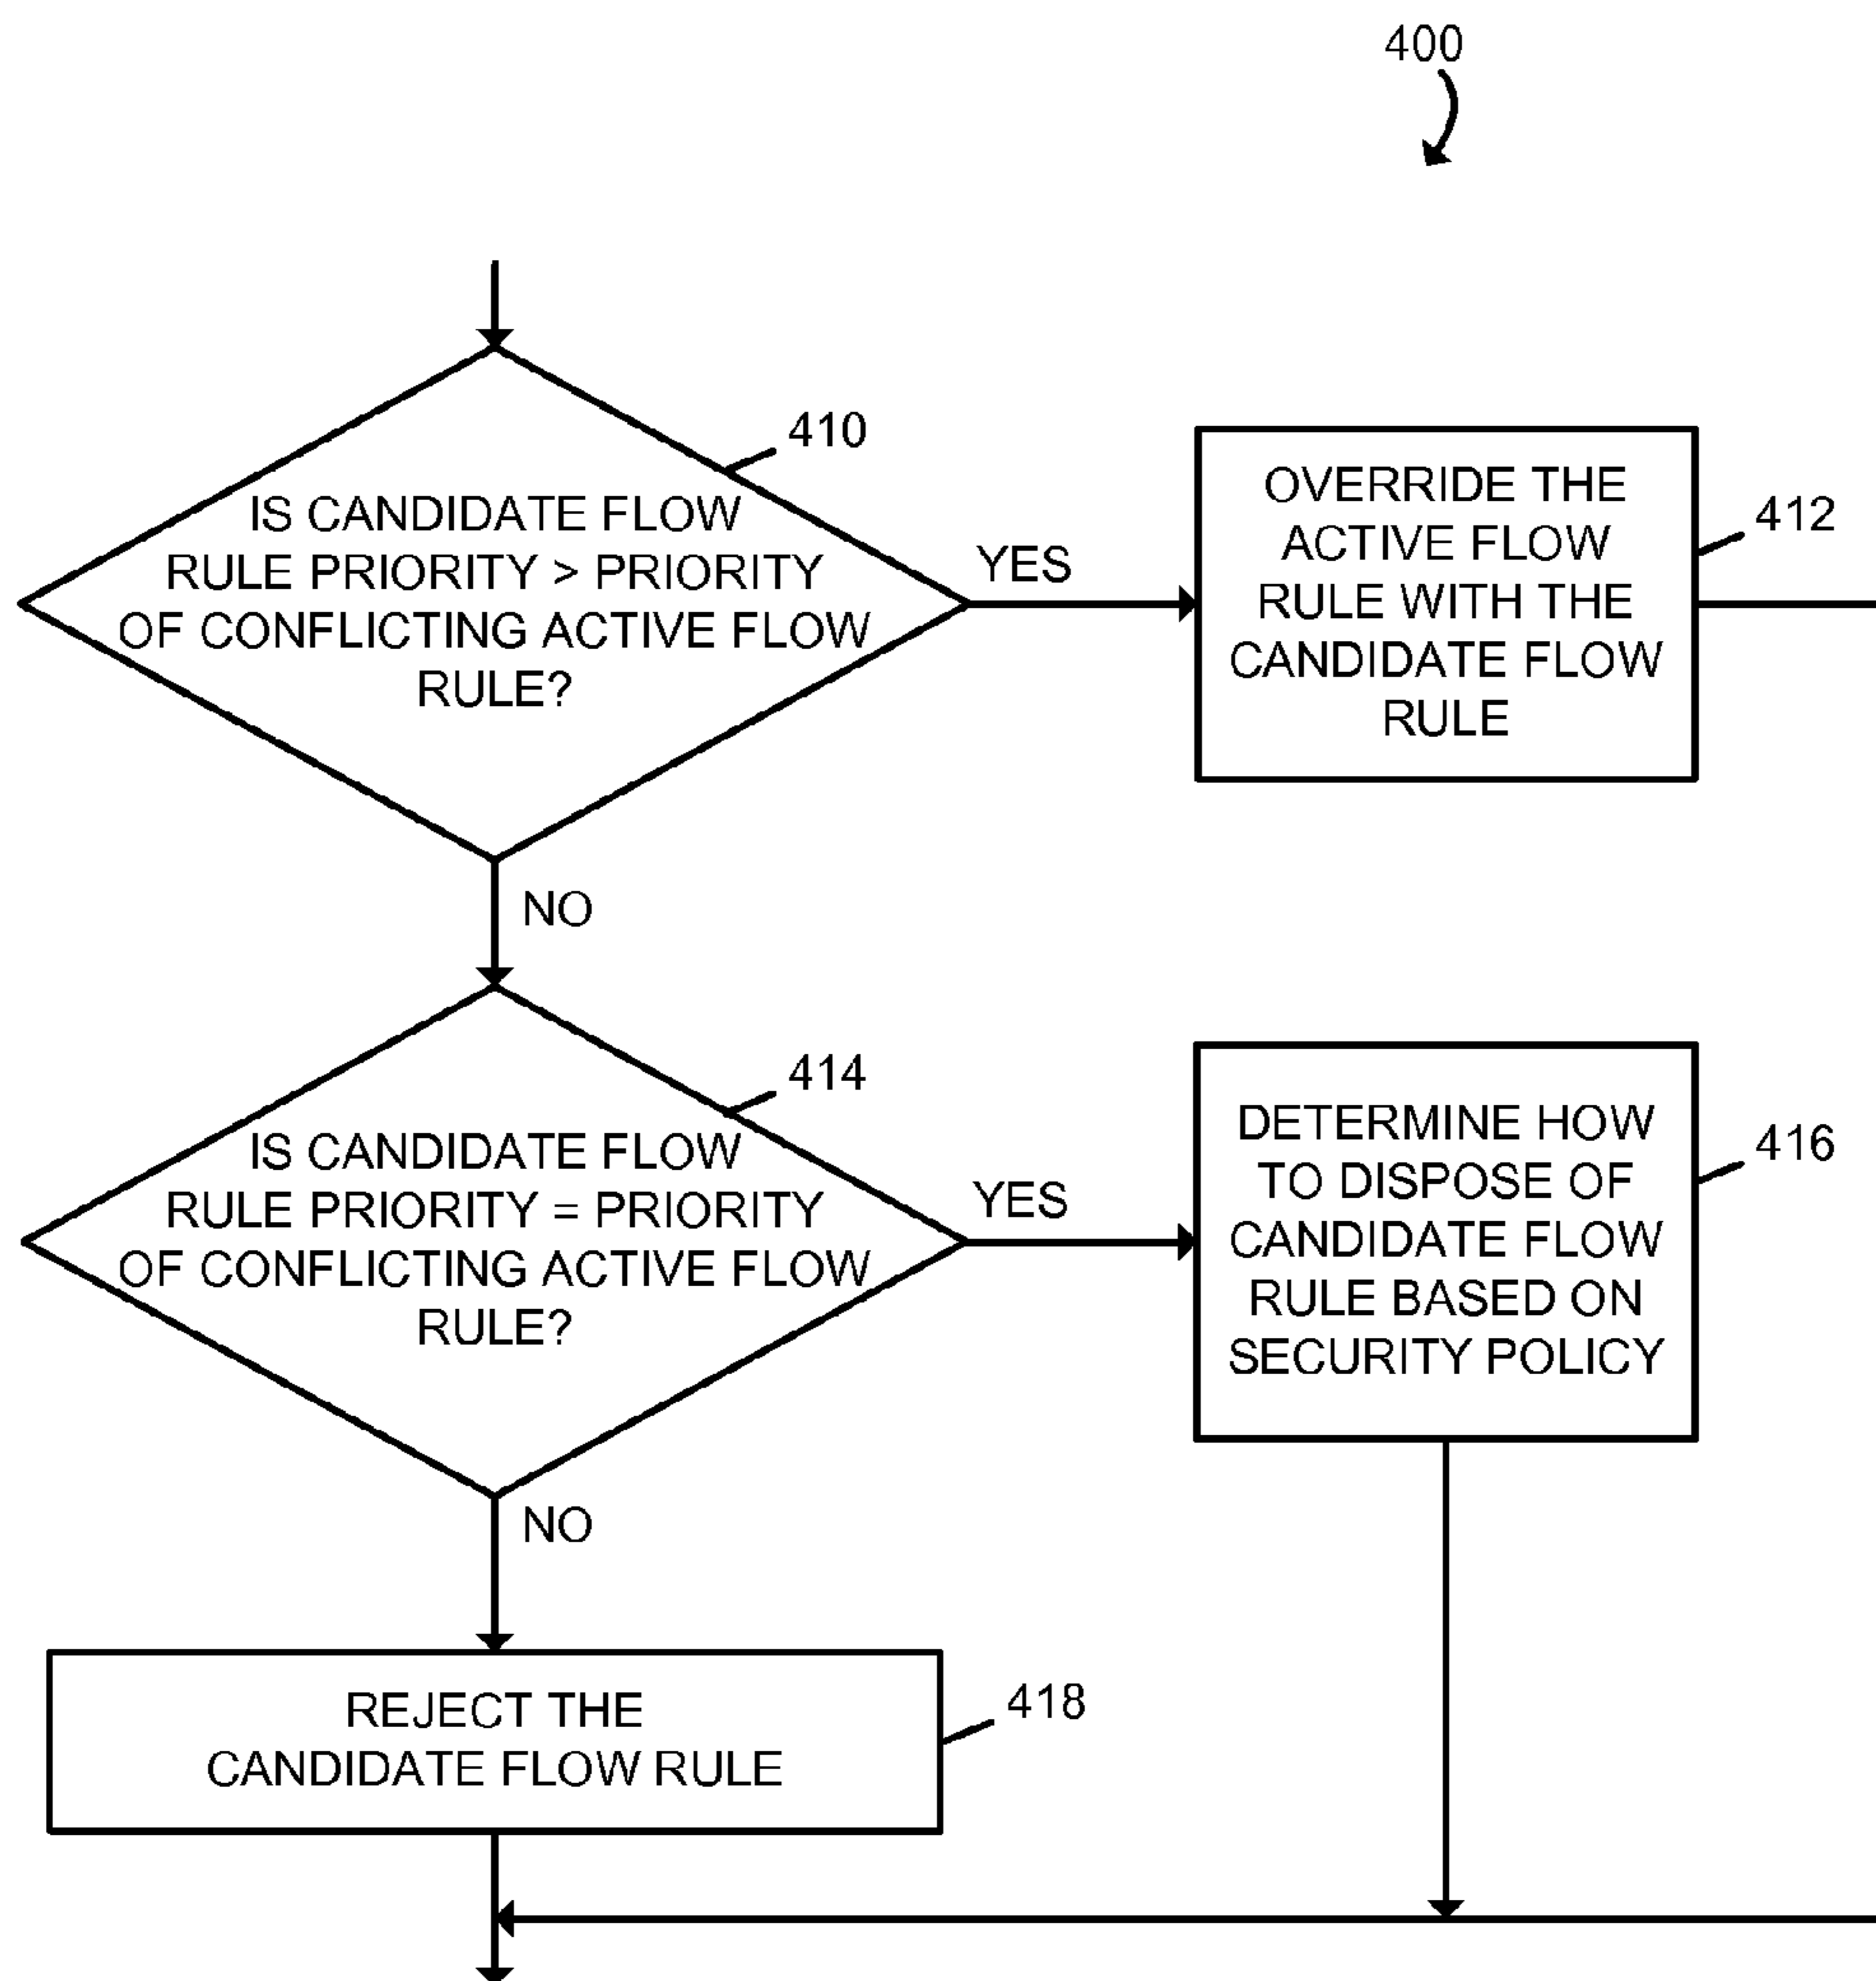 400
410
IS CANDIDATE FLOW
RULE PRIORITY > PRIORITY
OF CONFLICTING ACTIVE FLOW
RULE?
YES
OVERRIDE THE
ACTIVE FLOW
RULE WITH THE
CANDIDATE FLOW
RULE
412
NO
414
IS CANDIDATE FLOW
RULE PRIORITY = PRIORITY
OF CONFLICTING ACTIVE FLOW
RULE?
YES
DETERMINE HOW
TO DISPOSE OF
CANDIDATE FLOW
RULE BASED ON
SECURITY POLICY
416
NO
REJECT THE
CANDIDATE FLOW RULE
418